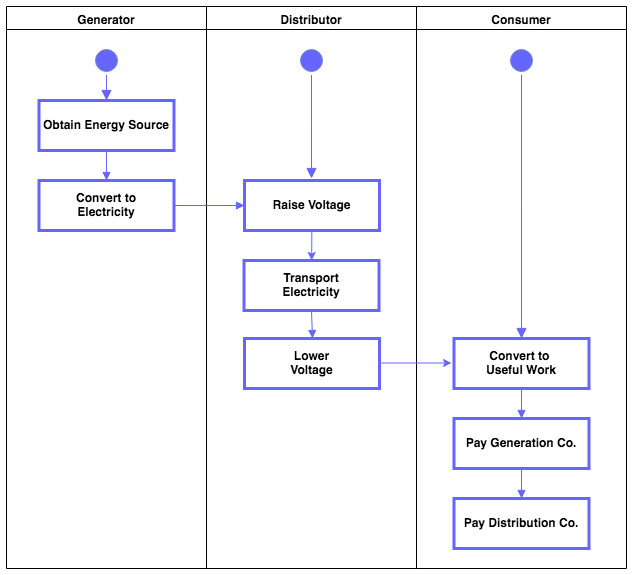 Generator
Distributor
Consumer
Obtain Energy Source
Convert to
Electricity
Raise Voltage
Transport
Electricity
Lower
Voltage
Convert to
Useful Work
Pay Generation Co.
Pay Distribution Co.